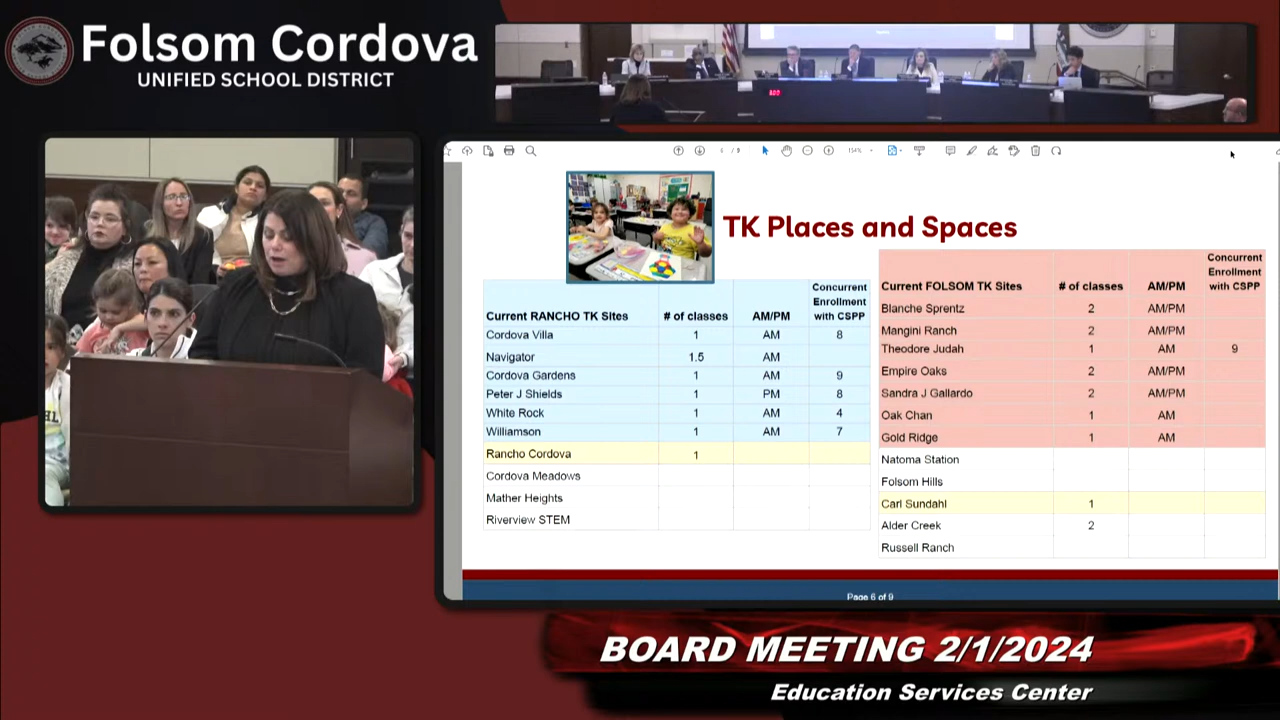 Folsom Cordova
UNIFIED SCHOOL DISTRICT
TK Places and Spaces
Current RANCHO TK Sites # of classes AM/PM Concurrent Enrollment with CSPP
Cordova Villa 1 AM 8
Navigator 1.5 AM
Cordova Gardens 1 AM 9
Peter J Shields 1 PM 8
White Rock 1 AM 4
Williamson 1 AM 7
Rancho Cordova 1
Cordova Meadows
Mather Heights
Riverview STEM
Current FOLSOM TK Sites # of classes AM/PM Concurrent Enrollment with CSPP
Blanche Sprentz 2 AM/PM
Mangini Ranch 2 AM/PM
Theodore Judah 1 AM 9
Empire Oaks 2 AM/PM
Sandra J Gallardo 2 AM/PM
Oak Chan 1 AM
Gold Ridge 1 AM
Natoma Station
Folsom Hills
Carl Sundahl 1
Alder Creek 2
Russell Ranch
Page 6 of 9
BOARD MEETING 2/1/2024
Education Services Center